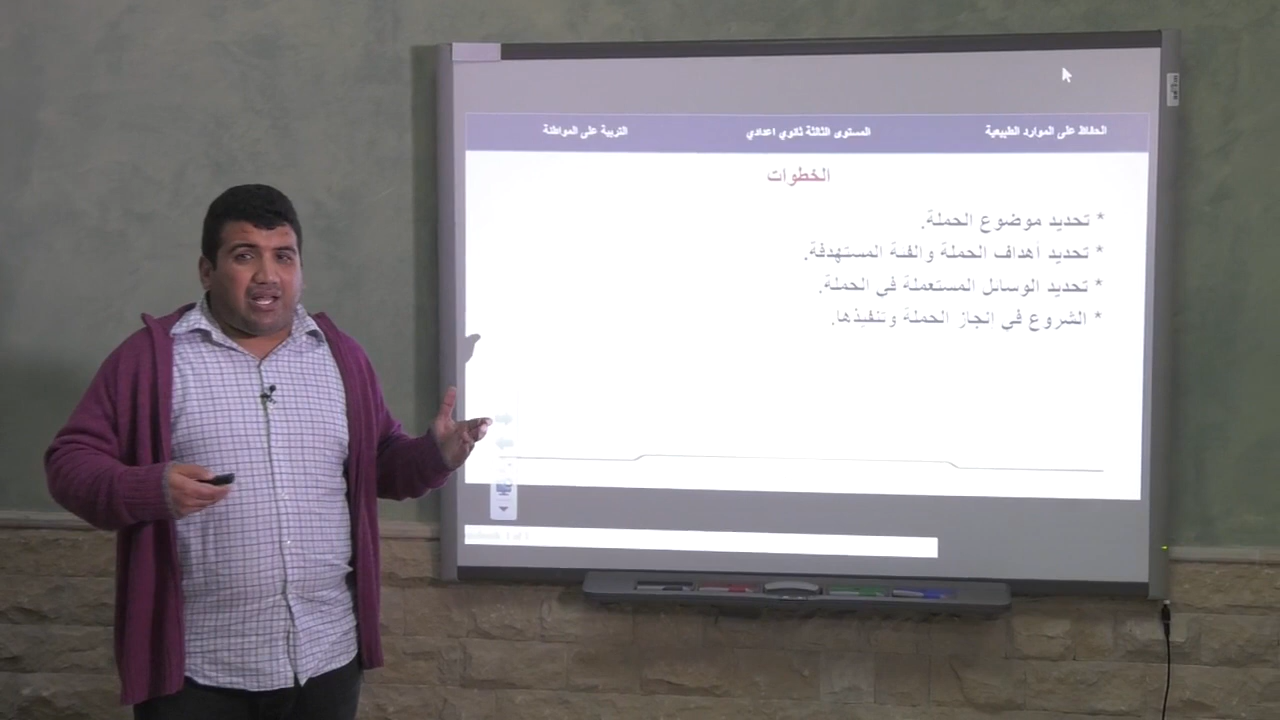 الحفاظ على الموارد الطبيعية المستوى الثالثة ثانوي اعدادي التربية على المواطنة
الخطوات
* تحديد موضوع الحملة.
* تحديد أهداف الحملة والفئة المستهدفة.
* تحديد الوسائل المستعملة في الحملة.
* الشروع في انجاز الحملة وتنفيذها.